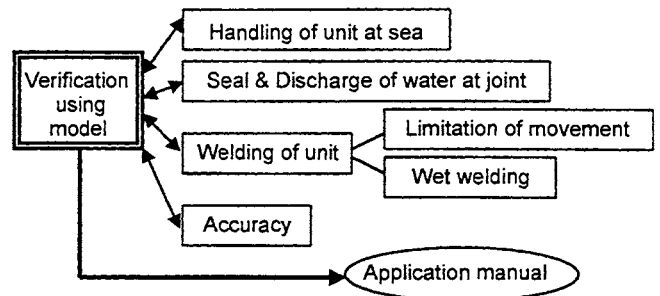 Handling of unit at sea
Verification
using
model
Seal & Discharge of water at joint
Limitation of movement
Welding of unit
Wet welding
Accuracy
Application manual